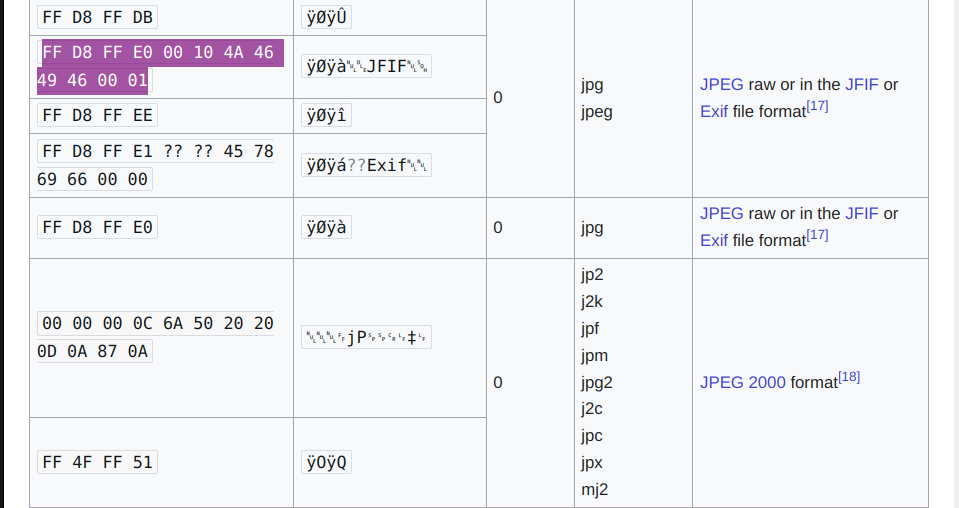 FF D8 FF DB
ÿØÿÛ
FF D8 FF E0 00 10 4A 46
49 46 00 01
ÿØÿà␀␐JFIF␀␁
FF D8 FF EE
ÿØÿî
FF D8 FF E1 ?? ?? 45 78
69 66 00 00
ÿØÿá??Exif␀␀
0
jpg
jpeg
JPEG raw or in the JFIF or
Exif file format[17]
FF D8 FF E0
ÿØÿà
0
jpg
JPEG raw or in the JFIF or
Exif file format[17]
00 00 00 0C 6A 50 20 20
0D 0A 87 0A
␀␀␀␌jP␠␠␍␊‡␊
FF 4F FF 51
ÿOÿQ
0
jp2
j2k
jpf
jpm
jpg2
j2c
jpc
jpx
mj2
JPEG 2000 format[18]